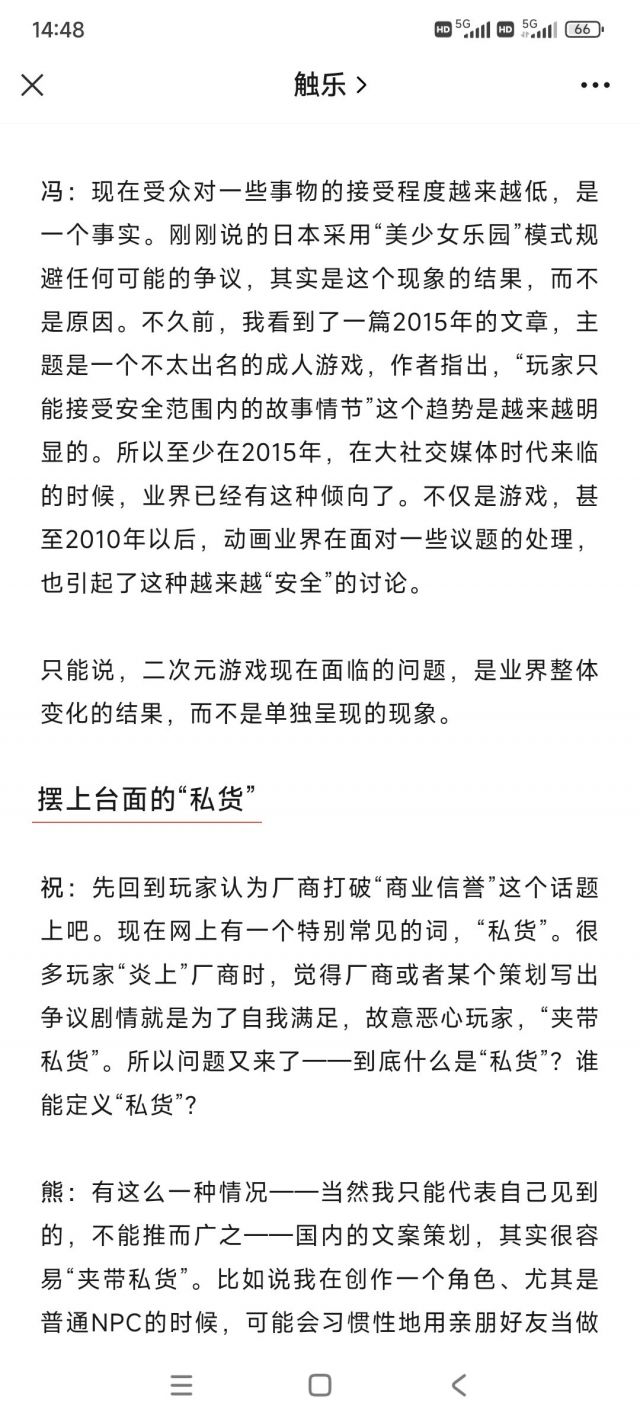 14:48
HD 5G HD 5G 66
触乐
冯：现在受众对一些事物的接受程度越来越低，是
一个事实。刚刚说的日本采用“美少女乐园”模式规
避任何可能的争议，其实是这个现象的结果，而不
是原因。不久前，我看到了一篇2015年的文章，主
题是一个不太出名的成人游戏，作者指出，“玩家只
能接受安全范围内的故事情节”这个趋势是越来越明
显的。所以至少在2015年，在大社交媒体时代来临
的时候，业界已经有这种倾向了。不仅是游戏，甚
至2010年以后，动画业界在面对一些议题的处理，
也引起了这种越来越“安全”的讨论。
只能说，二次元游戏现在面临的问题，是业界整体
变化的结果，而不是单独呈现的现象。
摆上台面的“私货”
祝：先回到玩家认为厂商打破“商业信誉”这个话题
上吧。现在网上有一个特别常见的词，“私货”。很
多玩家“炎上”厂商时，觉得厂商或者某个策划写出
争议剧情就是为了自我满足，故意恶心玩家，“夹带
私货”。所以问题又来了——到底什么是“私货”？谁
能定义“私货”？
熊：有这么一种情况——当然我只能代表自己见到
的，不能推而广之——国内的文案策划，其实很容
易“夹带私货”。比如说我在创作一个角色、尤其是
普通NPC的时候，可能会习惯性地用亲朋好友当做